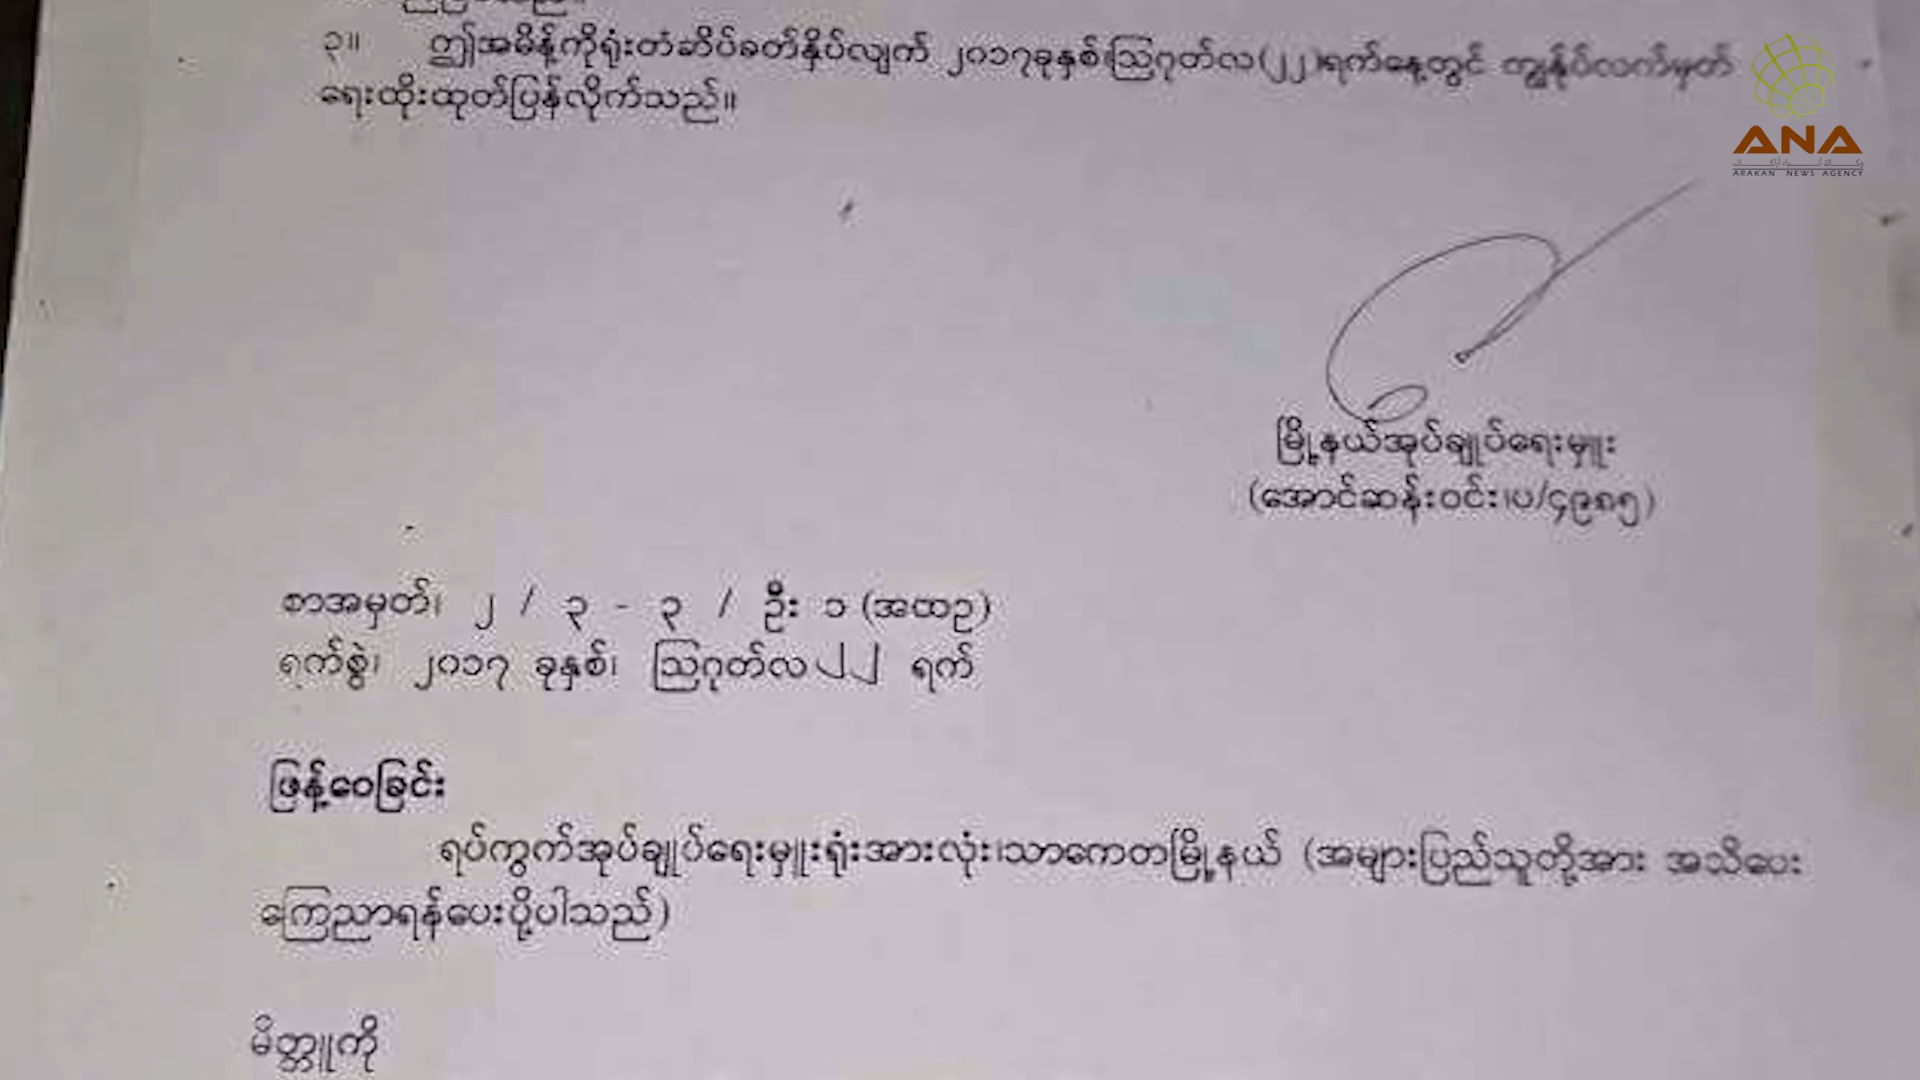 ၃။ ဤအမိန့်ကိုရုံးတံဆိပ်ခတ်နှိပ်လျက် ၂၀၁၇ခုနှစ်၊ဩဂုတ်လ(၂၂)ရက်နေ့တွင် ကျွန်ုပ်လက်မှတ်
ရေးထိုးထုတ်ပြန်လိုက်သည်။
ANA
ARAKAN NEWS AGENCY
မြို့နယ်အုပ်ချုပ်ရေးမှူး
(အောင်ဆန်းဝင်း၊ပ/၄၉၈၅)
စာအမှတ်၊ ၂ / ၃ - ၃ / ဦး ၁ (အထဥ)
ရက်စွဲ၊ ၂၀၁၇ ခုနှစ်၊ ဩဂုတ်လ ၂၂ ရက်
ဖြန့်ဝေခြင်း
ရပ်ကွက်အုပ်ချုပ်ရေးမှူးရုံးအားလုံး၊သာကေတမြို့နယ် (အများပြည်သူတို့အား အသိပေး
ကြေညာရန်ပေးပို့ပါသည်)
မိတ္တူကို